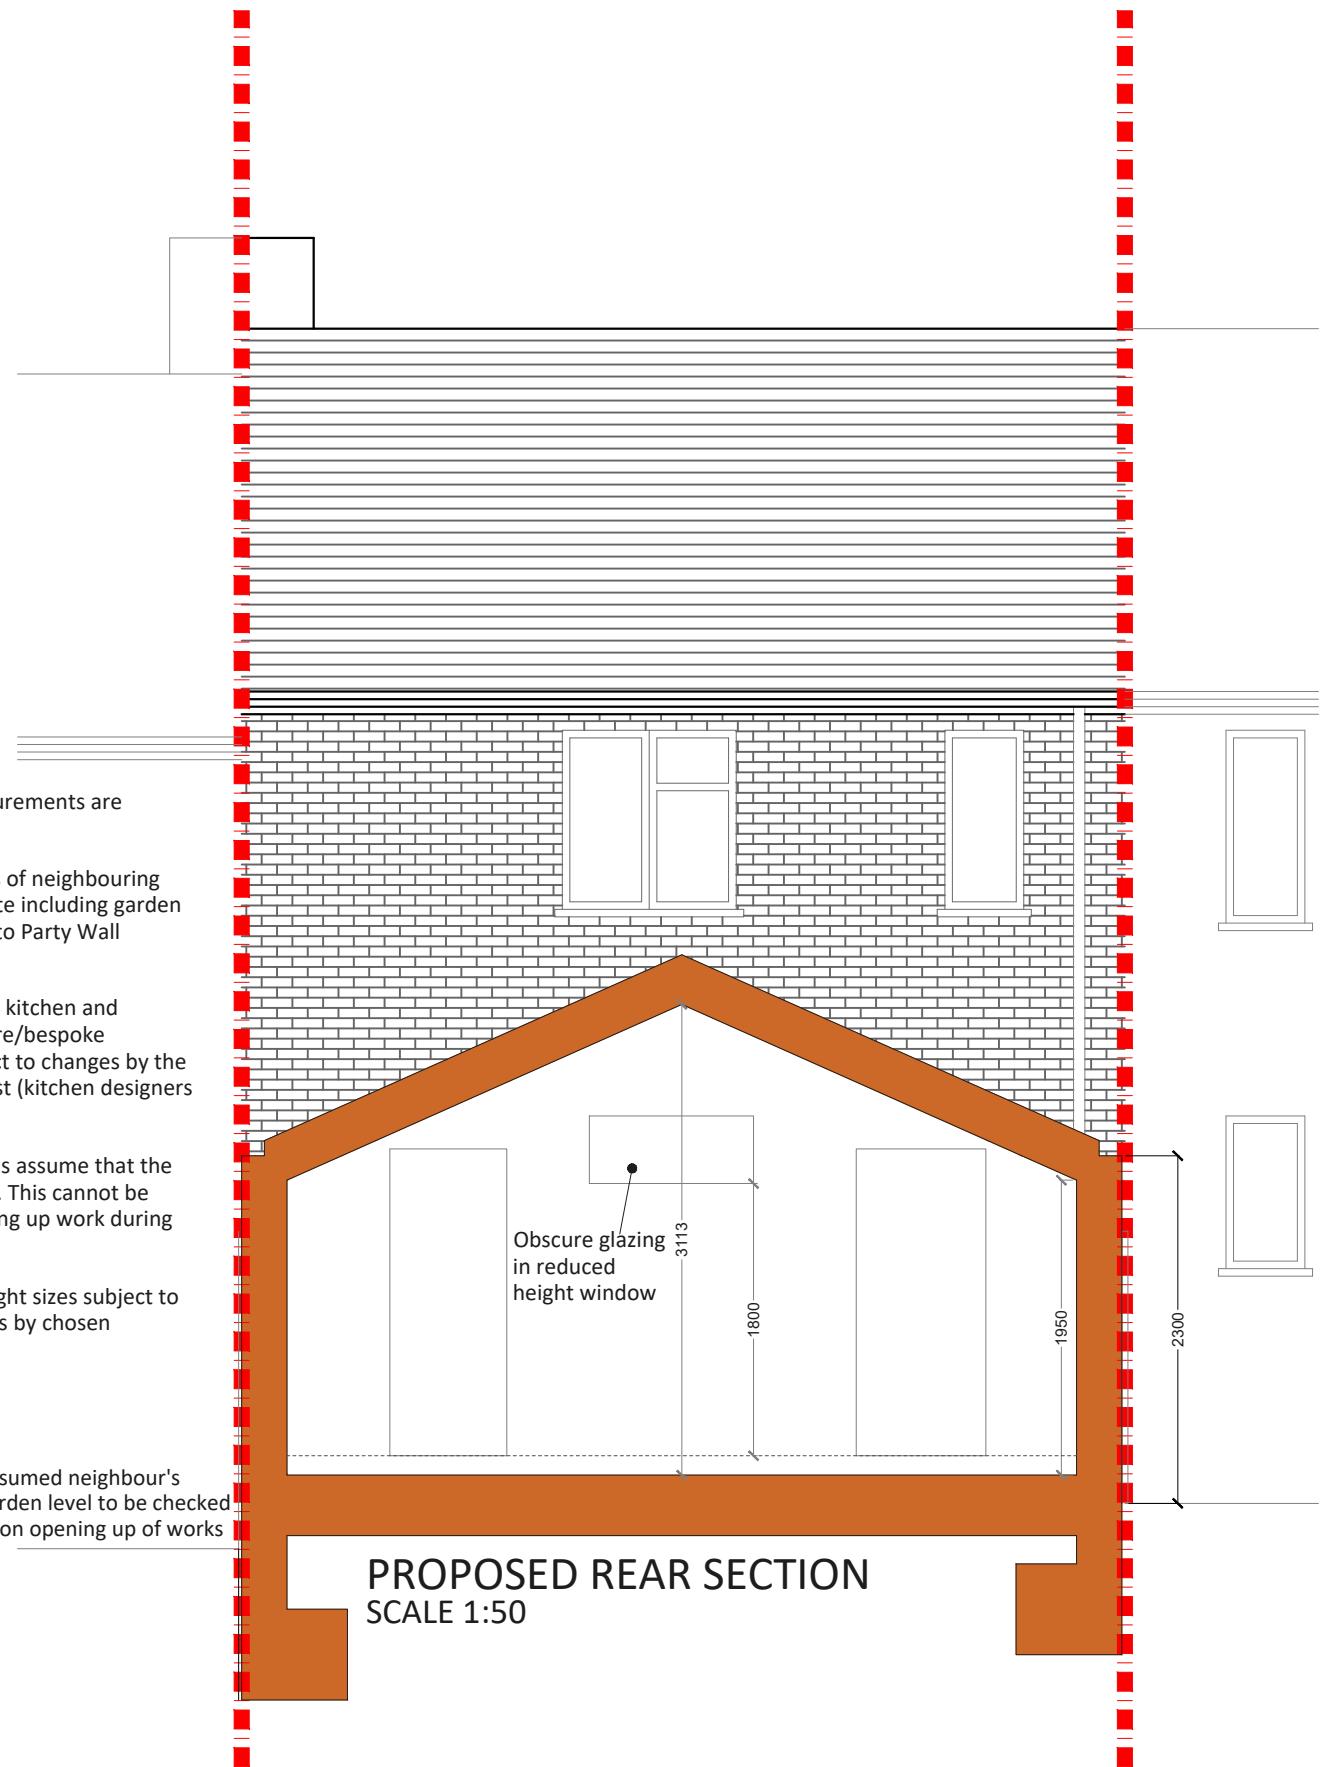 urements are
s of neighbouring
te including garden
to Party Wall
kitchen and
re/bespoke
ct to changes by the
st (kitchen designers
s assume that the
. This cannot be
ng up work during
ght sizes subject to
s by chosen
sumed neighbour's
rden level to be checked
on opening up of works
Obscure glazing
in reduced
height window
3113
1800
1950
2300
PROPOSED REAR SECTION
SCALE 1:50